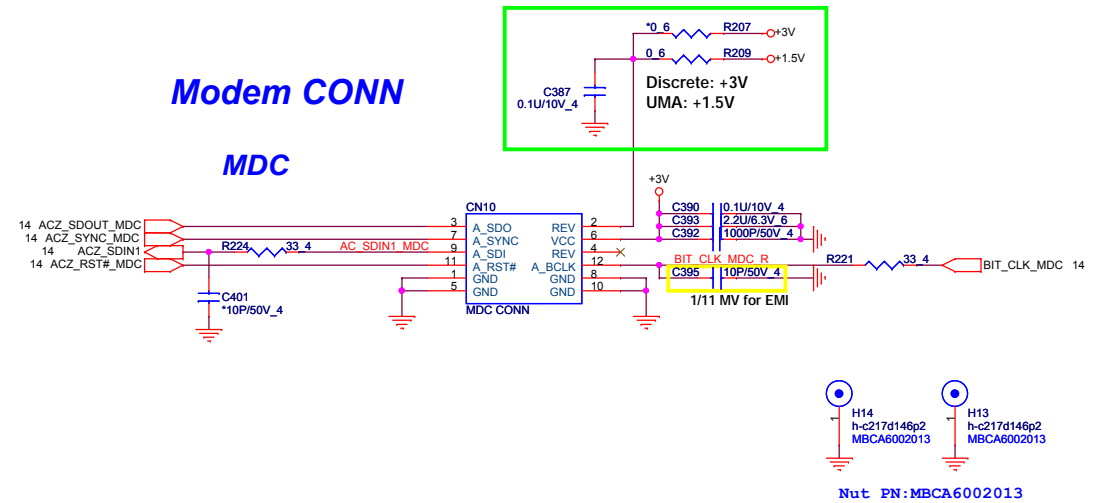 *0_6 R207 +3V
0_6 R209 +1.5V
Discrete: +3V
UMA: +1.5V
C387
0.1U/10V_4
Modem CONN
MDC
+3V
CN10
C390 0.1U/10V_4
C393 2.2U/6.3V_6
C392 1000P/50V_4
14 ACZ_SDOUT_MDC 3 A_SDO REV 2
14 ACZ_SYNC_MDC 7 A_SYNC VCC 6
14 ACZ_SDIN1 R224 33_4 AC_SDIN1_MDC 9 A_SDI REV 4
14 ACZ_RST#_MDC 11 A_RST# A_BCLK 12 BIT_CLK_MDC_R R221 33_4 BIT_CLK_MDC 14
1 GND GND 8
5 GND GND 10
MDC CONN
C395 10P/50V_4
1/11 MV for EMI
C401
*10P/50V_4
H14
h-c217d146p2
MBCA6002013
1
H13
h-c217d146p2
MBCA6002013
1
Nut PN:MBCA6002013